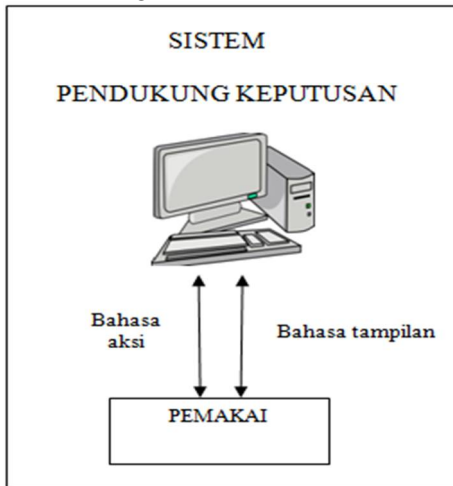 SISTEM
PENDUKUNG KEPUTUSAN
Bahasa
aksi
Bahasa tampilan
PEMAKAI